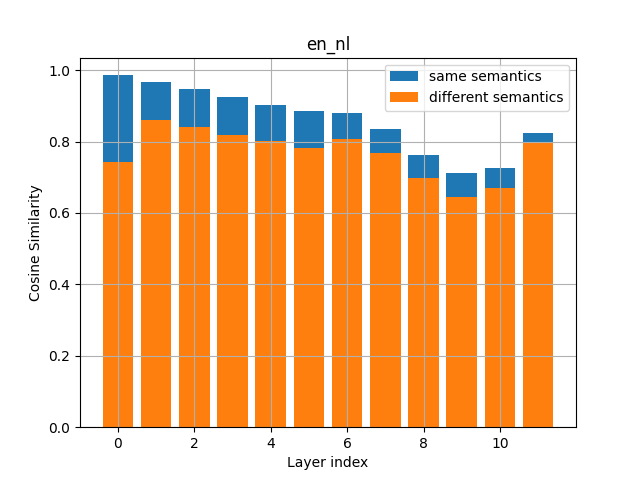 en_nl
same semantics
different semantics
1.0
0.8
0.6
0.4
0.2
0.0
Cosine Similarity
0 2 4 6 8 10
Layer index